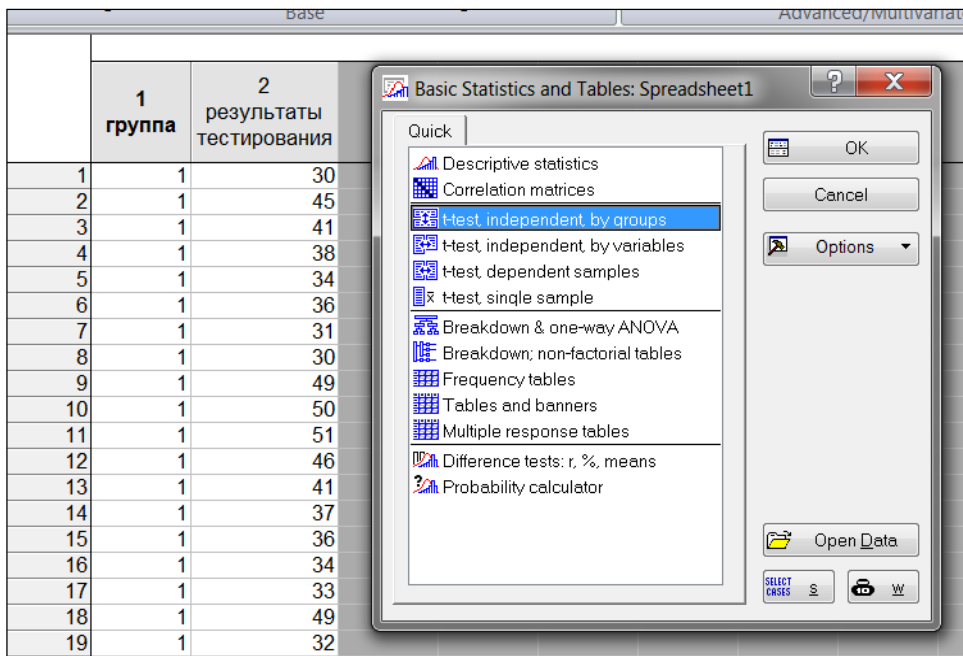 Base
Advanced/Multivariat
1
группа
2
результаты
тестирования
1 1 30
2 1 45
3 1 41
4 1 38
5 1 34
6 1 36
7 1 31
8 1 30
9 1 49
10 1 50
11 1 51
12 1 46
13 1 41
14 1 37
15 1 36
16 1 34
17 1 33
18 1 49
19 1 32
Basic Statistics and Tables: Spreadsheet1
?
X
Quick
Descriptive statistics
Correlation matrices
t-test, independent, by groups
t-test, independent, by variables
t-test, dependent samples
t-test, single sample
Breakdown & one-way ANOVA
Breakdown; non-factorial tables
Frequency tables
Tables and banners
Multiple response tables
Difference tests: r, %, means
Probability calculator
OK
Cancel
Options
Open Data
SELECT
CASES
S
W